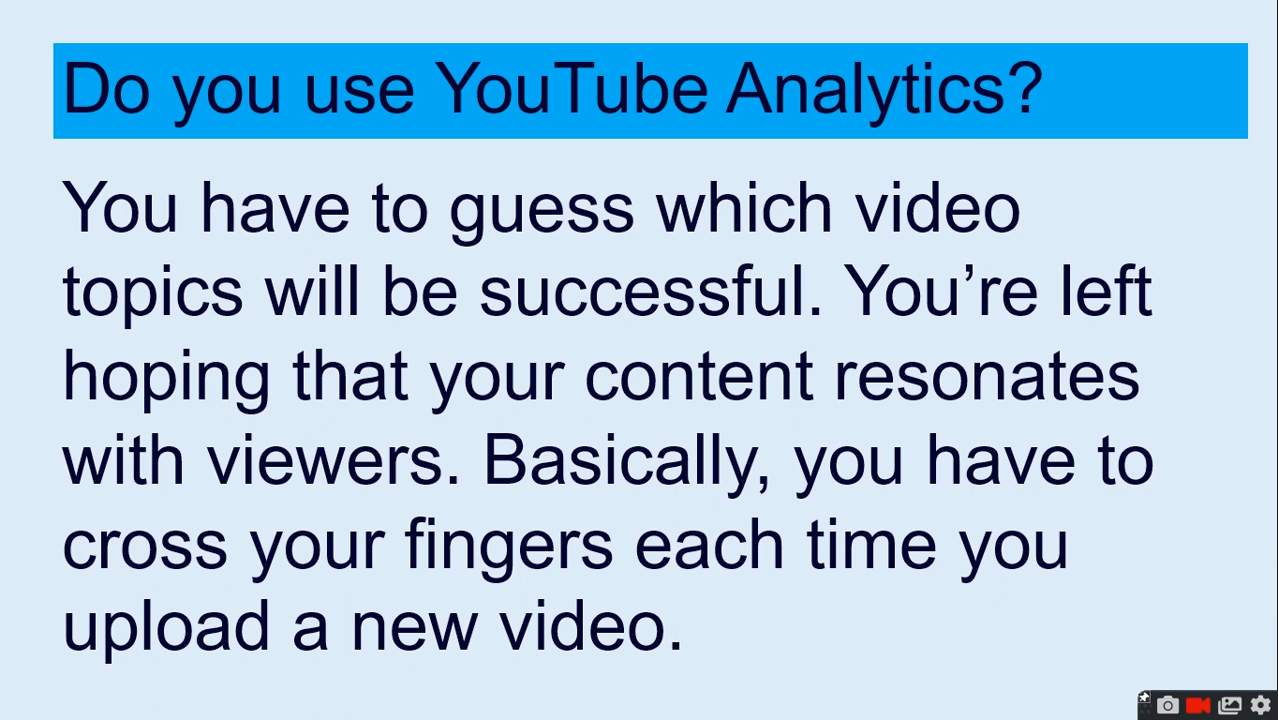 Do you use YouTube Analytics?
You have to guess which video
topics will be successful. You’re left
hoping that your content resonates
with viewers. Basically, you have to
cross your fingers each time you
upload a new video.